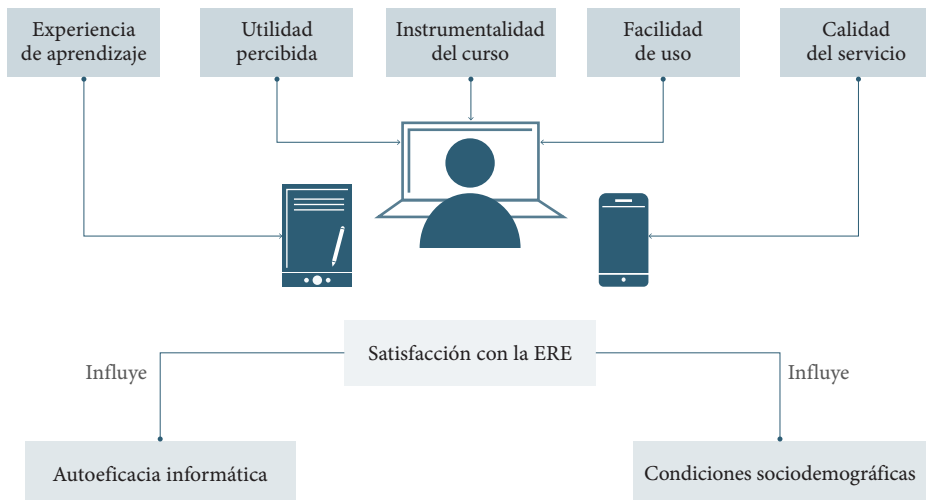 Experiencia
de aprendizaje
Utilidad
percibida
Instrumentalidad
del curso
Facilidad
de uso
Calidad
del servicio
Satisfacción con la ERE
Influye
Influye
Autoeficacia informática
Condiciones sociodemográficas